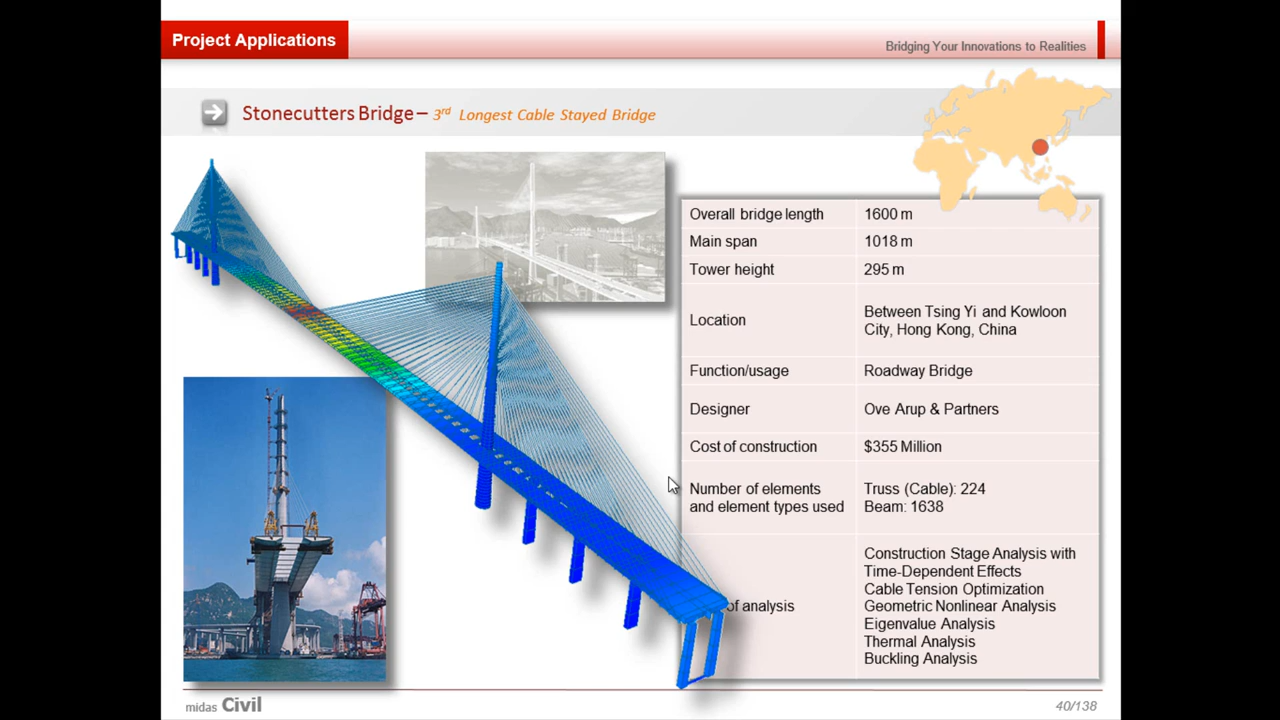 Project Applications
Bridging Your Innovations to Realities
Stonecutters Bridge – 3rd Longest Cable Stayed Bridge
Overall bridge length 1600 m
Main span 1018 m
Tower height 295 m
Location Between Tsing Yi and Kowloon
City, Hong Kong, China
Function/usage Roadway Bridge
Designer Ove Arup & Partners
Cost of construction $355 Million
Number of elements Truss (Cable): 224
and element types used Beam: 1638
Construction Stage Analysis with
Time-Dependent Effects
Cable Tension Optimization
of analysis Geometric Nonlinear Analysis
Eigenvalue Analysis
Thermal Analysis
Buckling Analysis
midas Civil
40/138